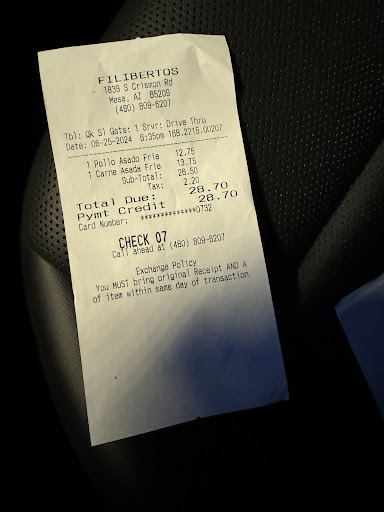 FILIBERTOS
1839 S Crismon Rd
Mesa, AZ 85209
(480) 809-6207
Tbl: Qk Sl Gsts: 1 Srvr: Drive Thru
Date: 06-25-2024 8:35pm 168.2215.00207
1 Pollo Asado Frie 12.75
1 Carne Asada Frie 13.75
Sub-Total: 26.50
Tax: 2.20
Total Due: 28.70
Pymt Credit 28.70
Card Number: **************0732
CHECK 07
Call ahead at (480) 809-6207
Exchange Policy
You MUST bring original Receipt AND A
of item within same day of transaction